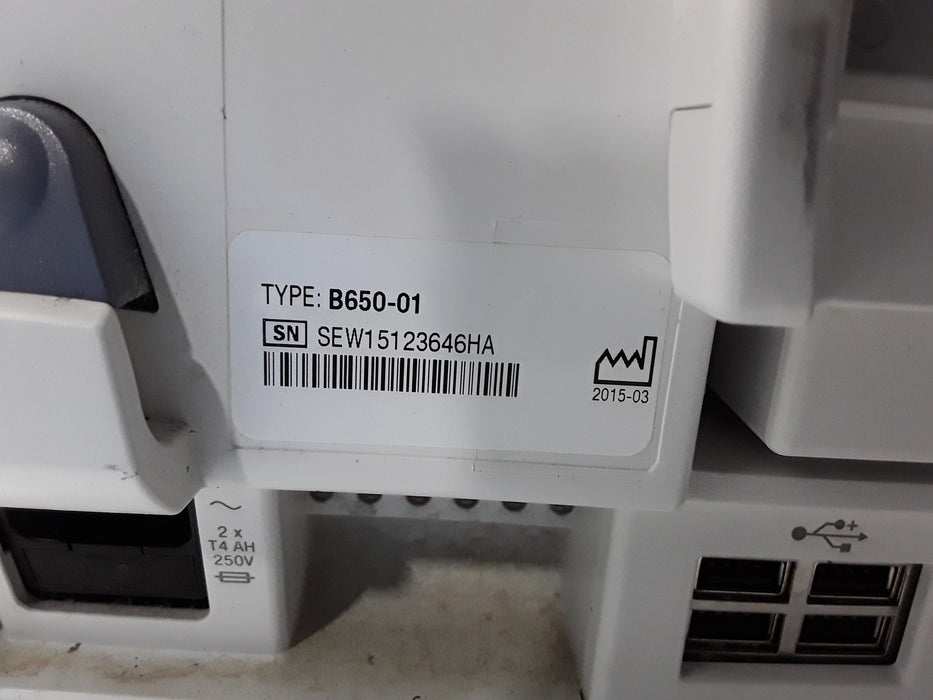 TYPE: B650-01
SN SEW15123646HA
2015-03
2 x
T4 AH
250V